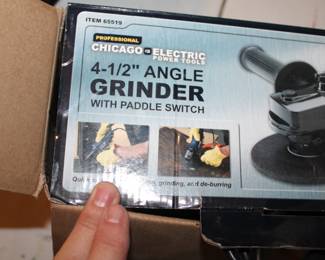 ITEM 65519
PROFESSIONAL
CHICAGO ELECTRIC
POWER TOOLS
4-1/2" ANGLE
GRINDER
WITH PADDLE SWITCH
grinding, and de-burring